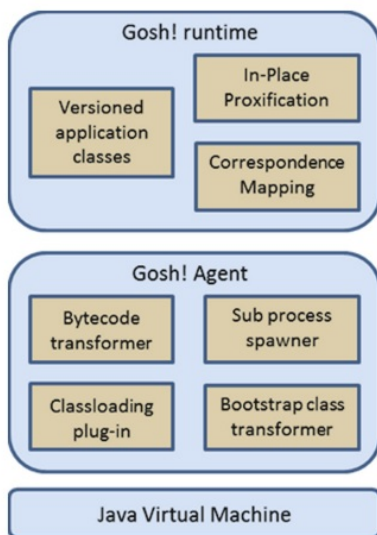 Gosh! runtime
Versioned
application
classes
In-Place
Proxification
Correspondence
Mapping
Gosh! Agent
Bytecode
transformer
Sub process
spawner
Classloading
plug-in
Bootstrap class
transformer
Java Virtual Machine